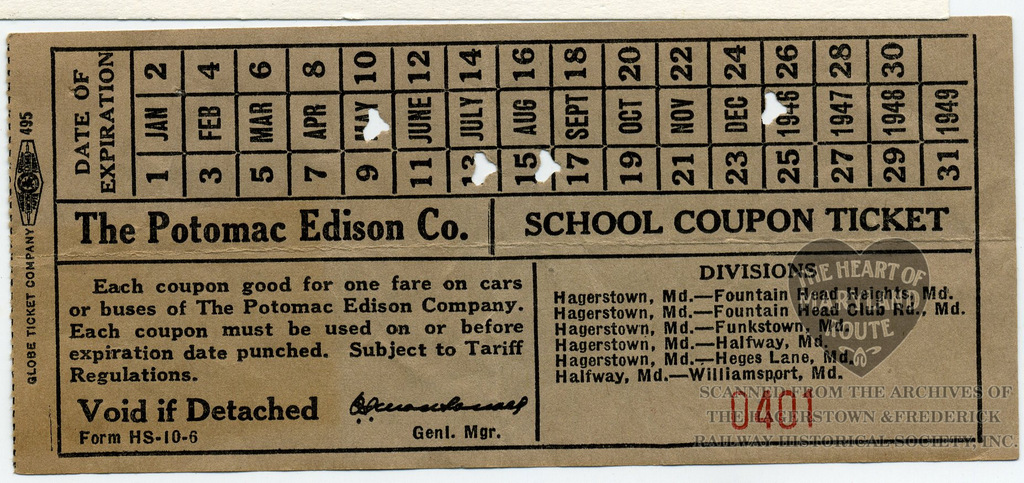 GLOBE TICKET COMPANY 495
DATE OF EXPIRATION
2 4 6 8 10 12 14 16 18 20 22 24 26 28 30
JAN FEB MAR APR MAY JUNE JULY AUG SEPT OCT NOV DEC 1946 1947 1948 1949
1 3 5 7 9 11 13 15 17 19 21 23 25 27 29 31
The Potomac Edison Co.
SCHOOL COUPON TICKET
Each coupon good for one fare on cars
or buses of The Potomac Edison Company.
Each coupon must be used on or before
expiration date punched. Subject to Tariff
Regulations.
Void if Detached
Form HS-10-6
Genl. Mgr.
DIVISIONS
Hagerstown, Md.—Fountain Head Heights, Md.
Hagerstown, Md.—Fountain Head Club Rd., Md.
Hagerstown, Md.—Funkstown, Md.
Hagerstown, Md.—Halfway, Md.
Hagerstown, Md.—Heges Lane, Md.
Halfway, Md.—Williamsport, Md.
0401
THE HEART OF
MARYLAND
ROUTE
SCANNED FROM THE ARCHIVES OF
THE HAGERSTOWN & FREDERICK
RAILWAY HISTORICAL SOCIETY, INC.